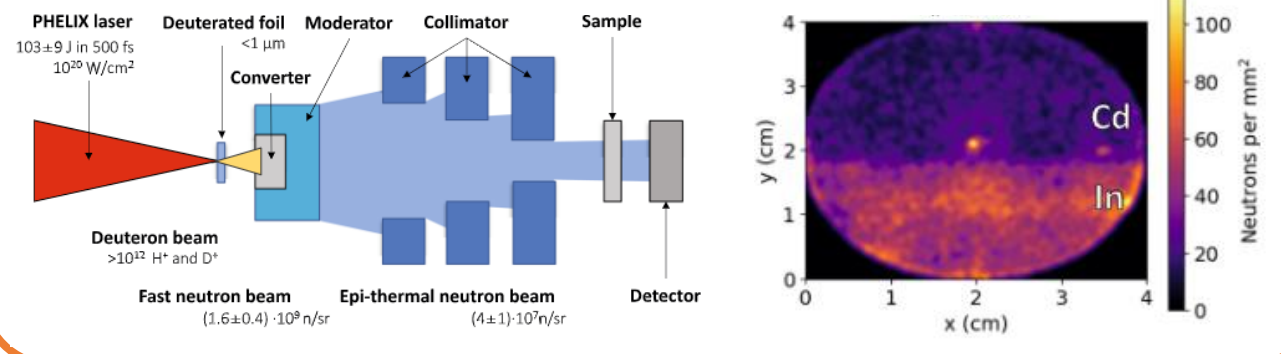 PHELIX laser
103±9 J in 500 fs
10²⁰ W/cm²
Deuterated foil
<1 μm
Moderator
Collimator
Sample
Converter
Deuteron beam
>10¹² H⁺ and D⁺
Fast neutron beam
(1.6±0.4) ·10⁹ n/sr
Epi-thermal neutron beam
(4±1)·10⁷n/sr
Detector
4
3
2
1
0
y (cm)
Cd
In
0
1
2
3
4
x (cm)
100
80
60
40
20
0
Neutrons per mm²